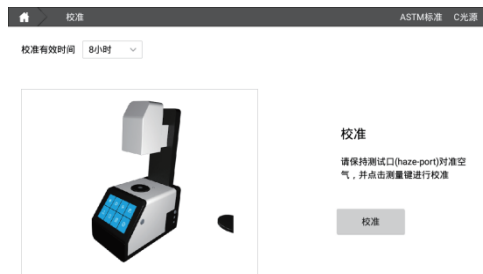 校准
ASTM标准 C光源
校准有效时间 8小时
校准
请保持测试口(haze-port)对准空
气，并点击测量键进行校准
校准